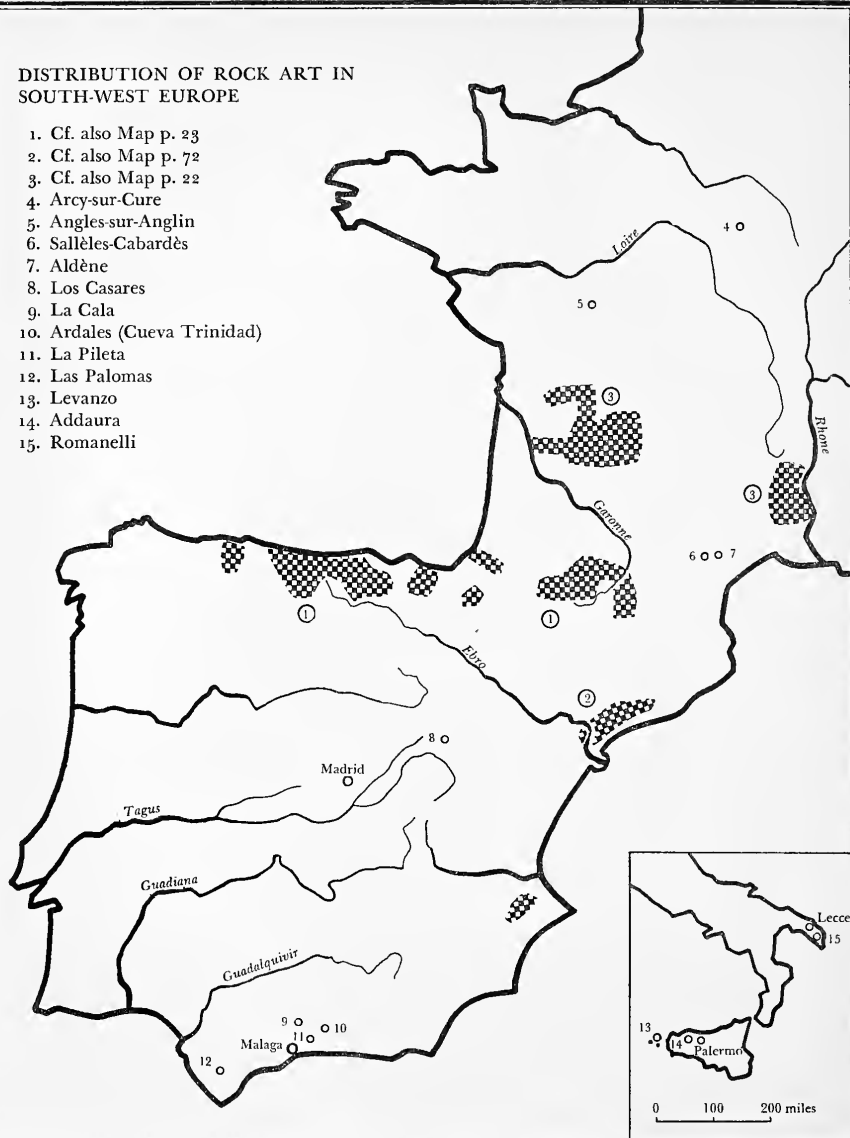 DISTRIBUTION OF ROCK ART IN
SOUTH-WEST EUROPE
1. Cf. also Map p. 23
2. Cf. also Map p. 72
3. Cf. also Map p. 22
4. Arcy-sur-Cure
5. Angles-sur-Anglin
6. Sallèles-Cabardès
7. Aldène
8. Los Casares
9. La Cala
10. Ardales (Cueva Trinidad)
11. La Pileta
12. Las Palomas
13. Levanzo
14. Addaura
15. Romanelli
4
Loire
5
3
Rhone
3
Garonne
6 7
1
1
Ebro
2
8
Madrid
Tagus
Guadiana
Guadalquivir
9
10
11
Malaga
12
Lecce
15
13
14
Palermo
0 100 200 miles